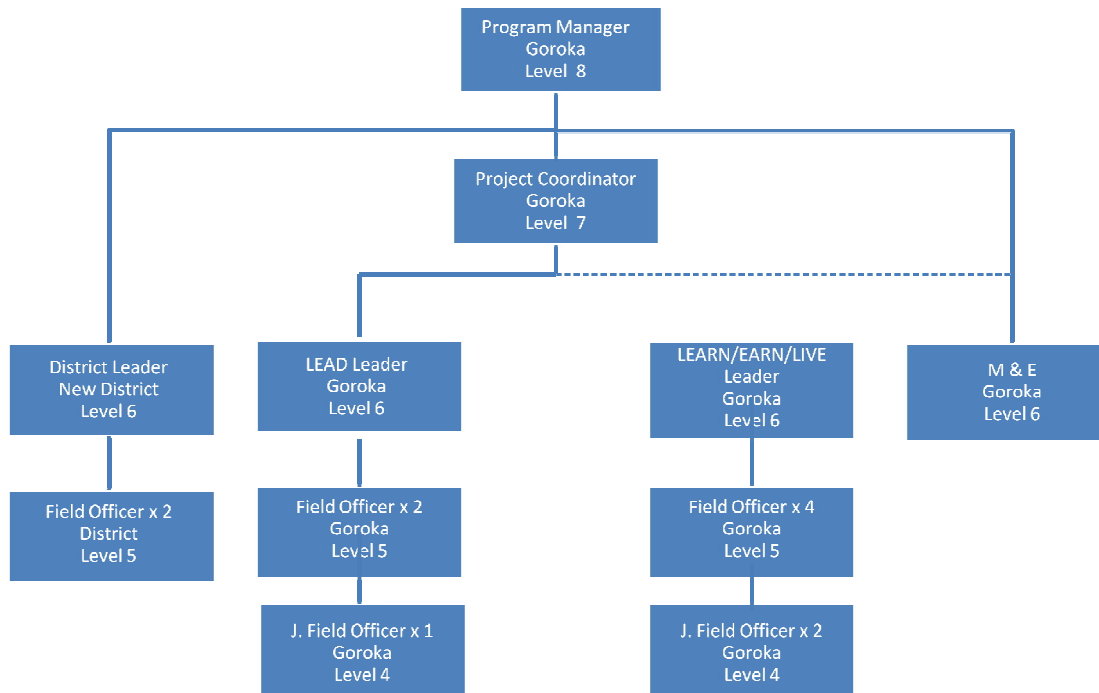 Program Manager
Goroka
Level 8
Project Coordinator
Goroka
Level 7
District Leader
New District
Level 6
LEAD Leader
Goroka
Level 6
LEARN/EARN/LIVE
Leader
Goroka
Level 6
M & E
Goroka
Level 6
Field Officer x 2
District
Level 5
Field Officer x 2
Goroka
Level 5
Field Officer x 4
Goroka
Level 5
J. Field Officer x 1
Goroka
Level 4
J. Field Officer x 2
Goroka
Level 4